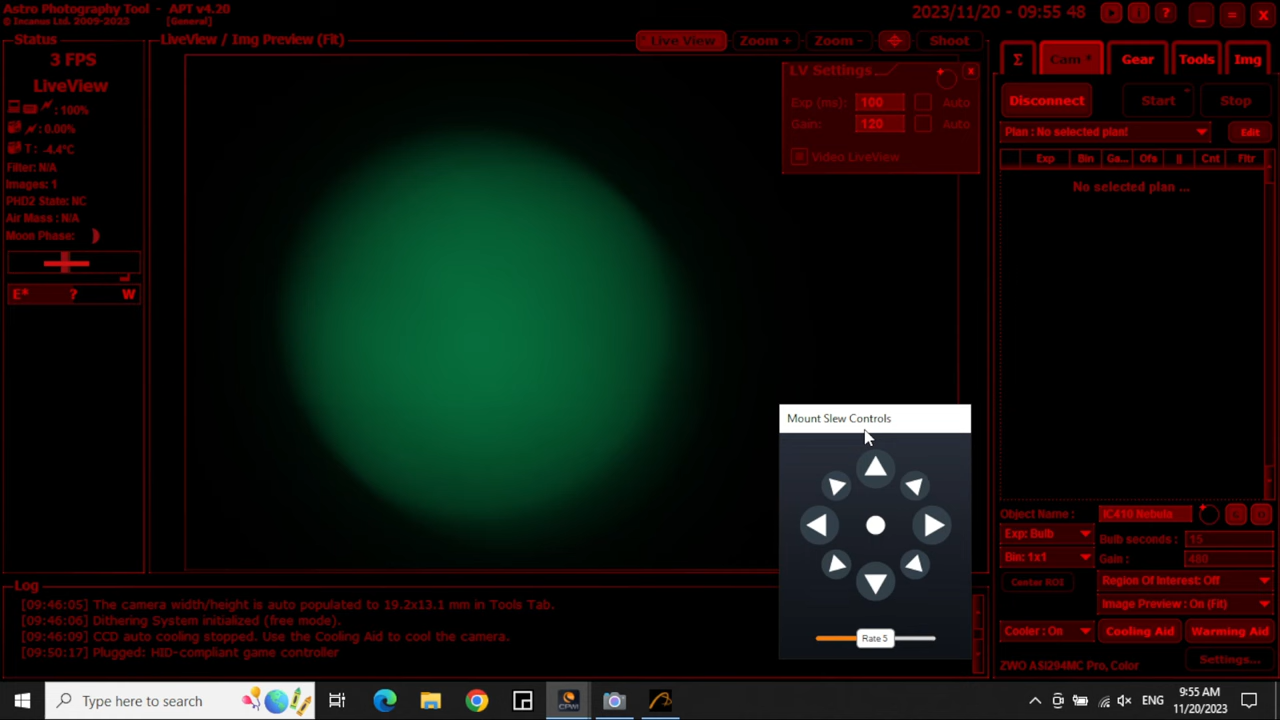 Astro Photography Tool - APT v4.20
© Incanus Ltd. 2009-2023 [General]
2023/11/20 - 09:55 48
Status
3 FPS
LiveView
: 100%
: 0.00%
T : -4.4°C
Filter: N/A
Images: 1
PHD2 State: NC
Air Mass : N/A
Moon Phase:
E* ? W
LiveView / Img Preview (Fit)
Live View Zoom + Zoom - Shoot
LV Settings
Exp (ms): 100 Auto
Gain: 120 Auto
Video LiveView
Σ Cam * Gear Tools Img
Disconnect Start Stop
Plan : No selected plan! Edit
Exp Bin Ga... Ofs || Cnt Fltr
No selected plan ...
Mount Slew Controls
Rate 5
Object Name : IC410 Nebula
Exp: Bulb Bulb seconds : 15
Bin: 1x1 Gain : 480
Center ROI Region Of Interest: Off
Image Preview : On (Fit)
Cooler : On Cooling Aid Warming Aid
ZWO ASI294MC Pro, Color Settings...
Log
[09:46:05] The camera width/height is auto populated to 19.2x13.1 mm in Tools Tab.
[09:46:06] Dithering System initialized (free mode).
[09:46:09] CCD auto cooling stopped. Use the Cooling Aid to cool the camera.
[09:50:17] Plugged: HID-compliant game controller
Type here to search
CPWI
ENG
9:55 AM
11/20/2023